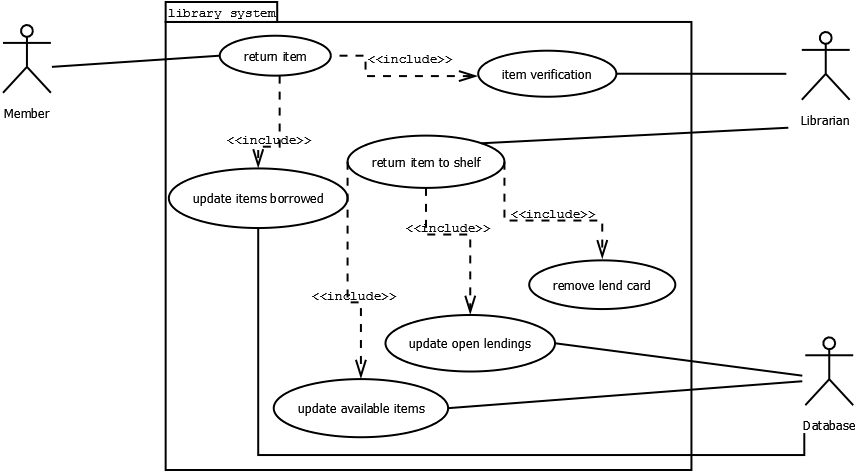 library system
return item
<<include>>
item verification
Member
Librarian
<<include>>
return item to shelf
update items borrowed
<<include>>
<<include>>
remove lend card
<<include>>
update open lendings
update available items
Database